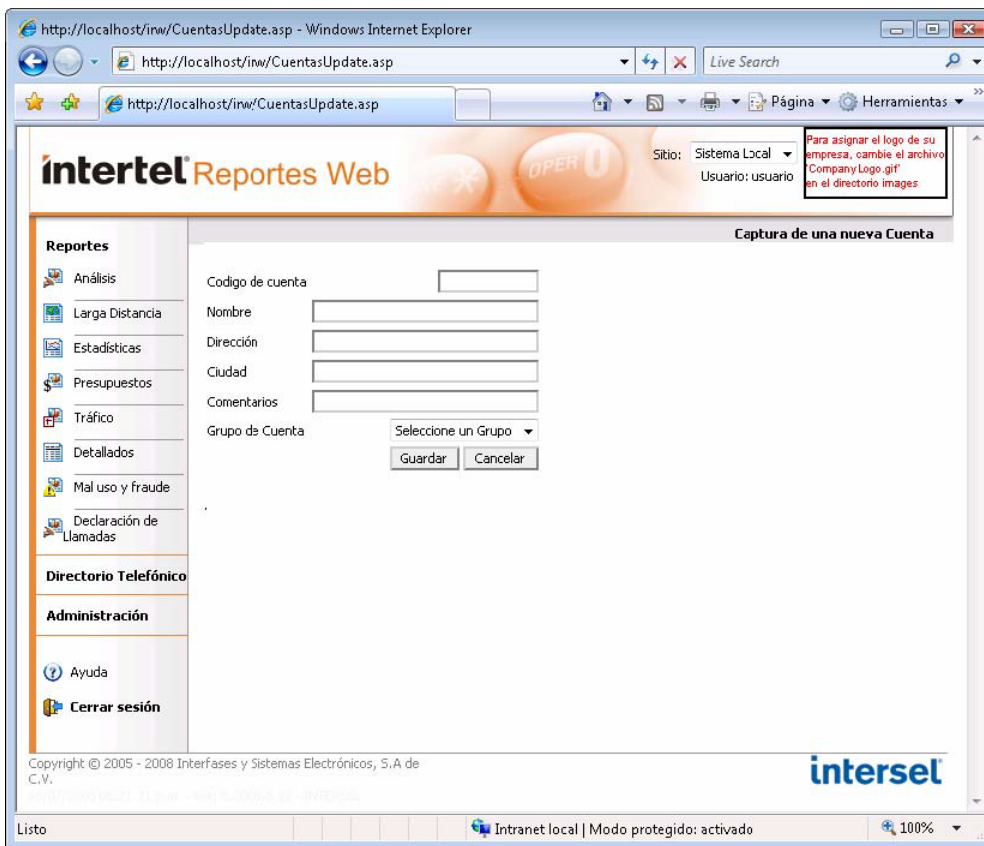 http://localhost/irw/CuentasUpdate.asp - Windows Internet Explorer
http://localhost/irw/CuentasUpdate.asp
Live Search
http://localhost/irw/CuentasUpdate.asp
Página
Herramientas
intertel Reportes Web
OPER 0
Sitio: Sistema Local
Usuario: usuario
Para asignar el logo de su
empresa, cambie el archivo
'CompanyLogo.gif'
en el directorio images
Captura de una nueva Cuenta
Reportes
Análisis
Larga Distancia
Estadísticas
Presupuestos
Tráfico
Detallados
Mal uso y fraude
Declaración de
Llamadas
Directorio Telefónico
Administración
Ayuda
Cerrar sesión
Codigo de cuenta
Nombre
Dirección
Ciudad
Comentarios
Grupo de Cuenta
Seleccione un Grupo
Guardar
Cancelar
Copyright © 2005 - 2008 Interfases y Sistemas Electrónicos, S.A de
C.V.
intersel
Listo
Intranet local | Modo protegido: activado
100%